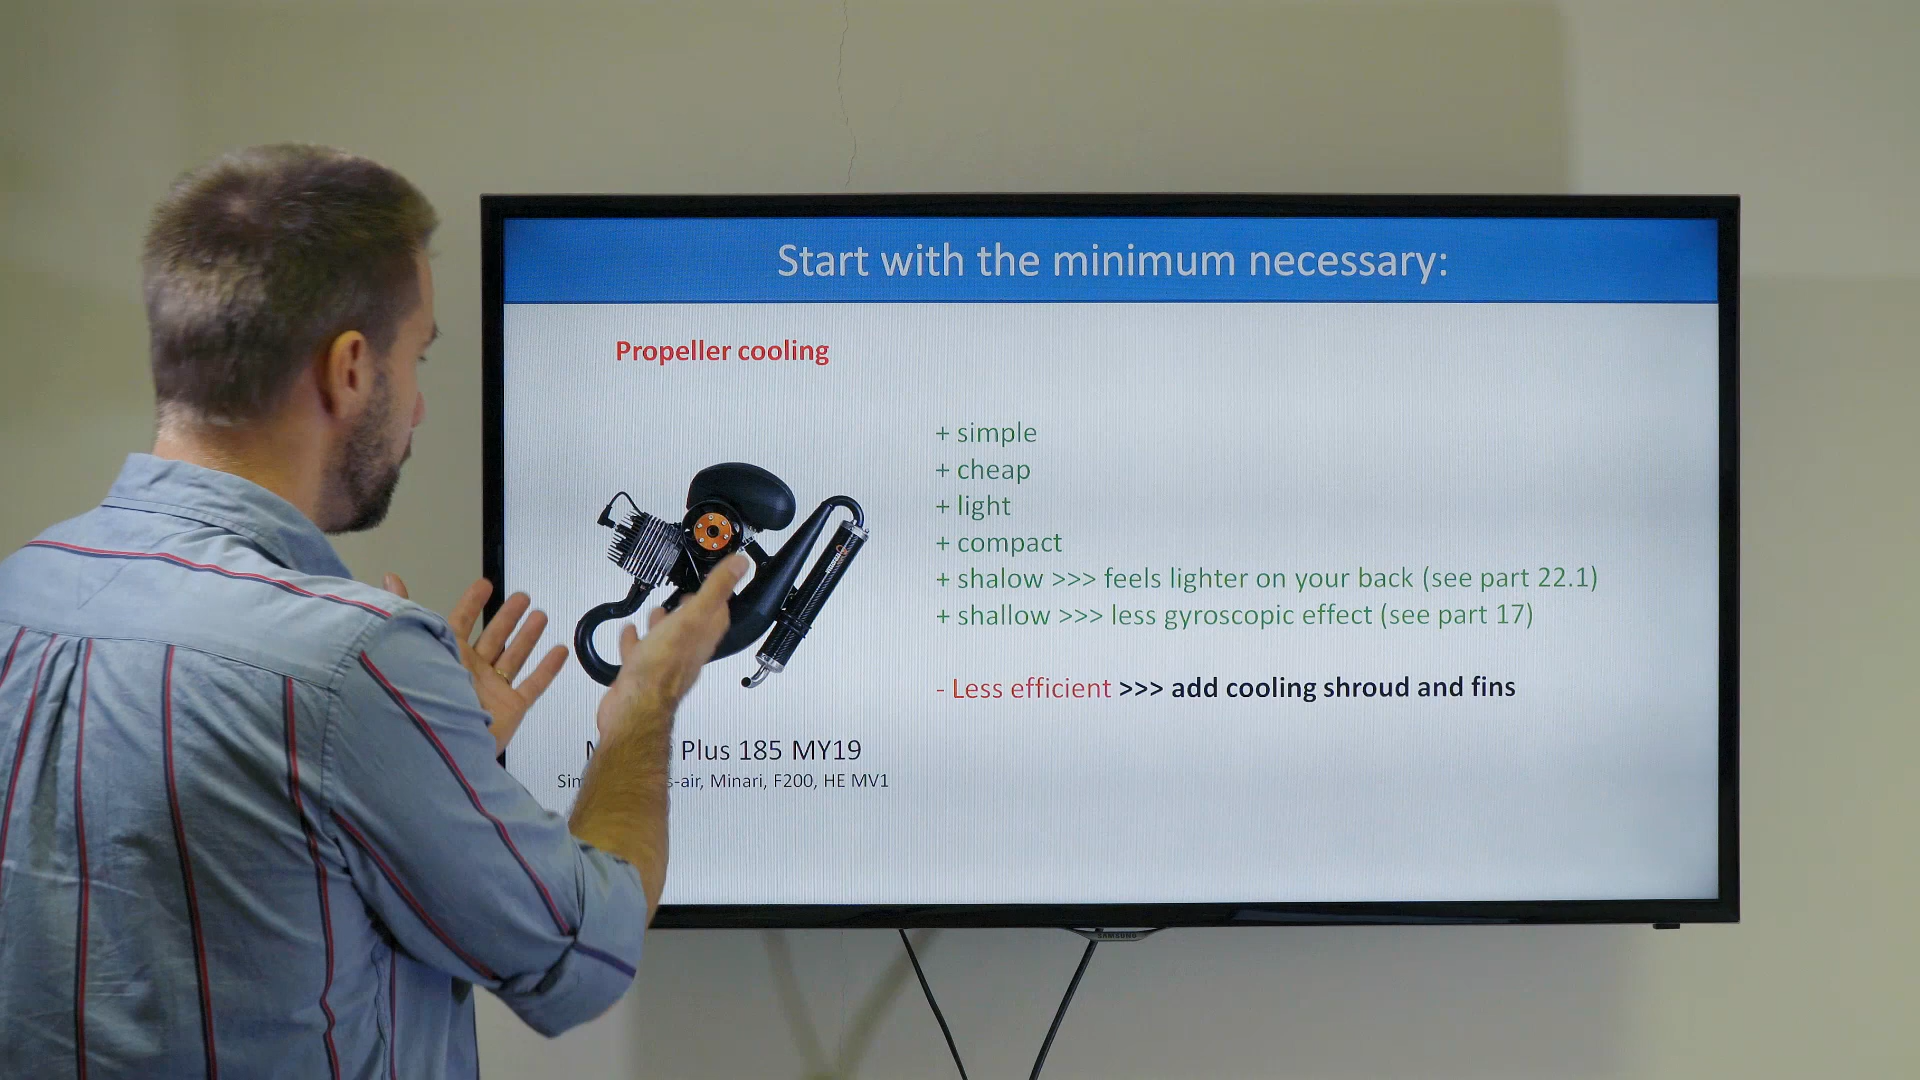 Start with the minimum necessary:
Propeller cooling
+ simple
+ cheap
+ light
+ compact
+ shalow >>> feels lighter on your back (see part 22.1)
+ shallow >>> less gyroscopic effect (see part 17)
- Less efficient >>> add cooling shroud and fins
Plus 185 MY19
-air, Minari, F200, HE MV1
SAMSUNG